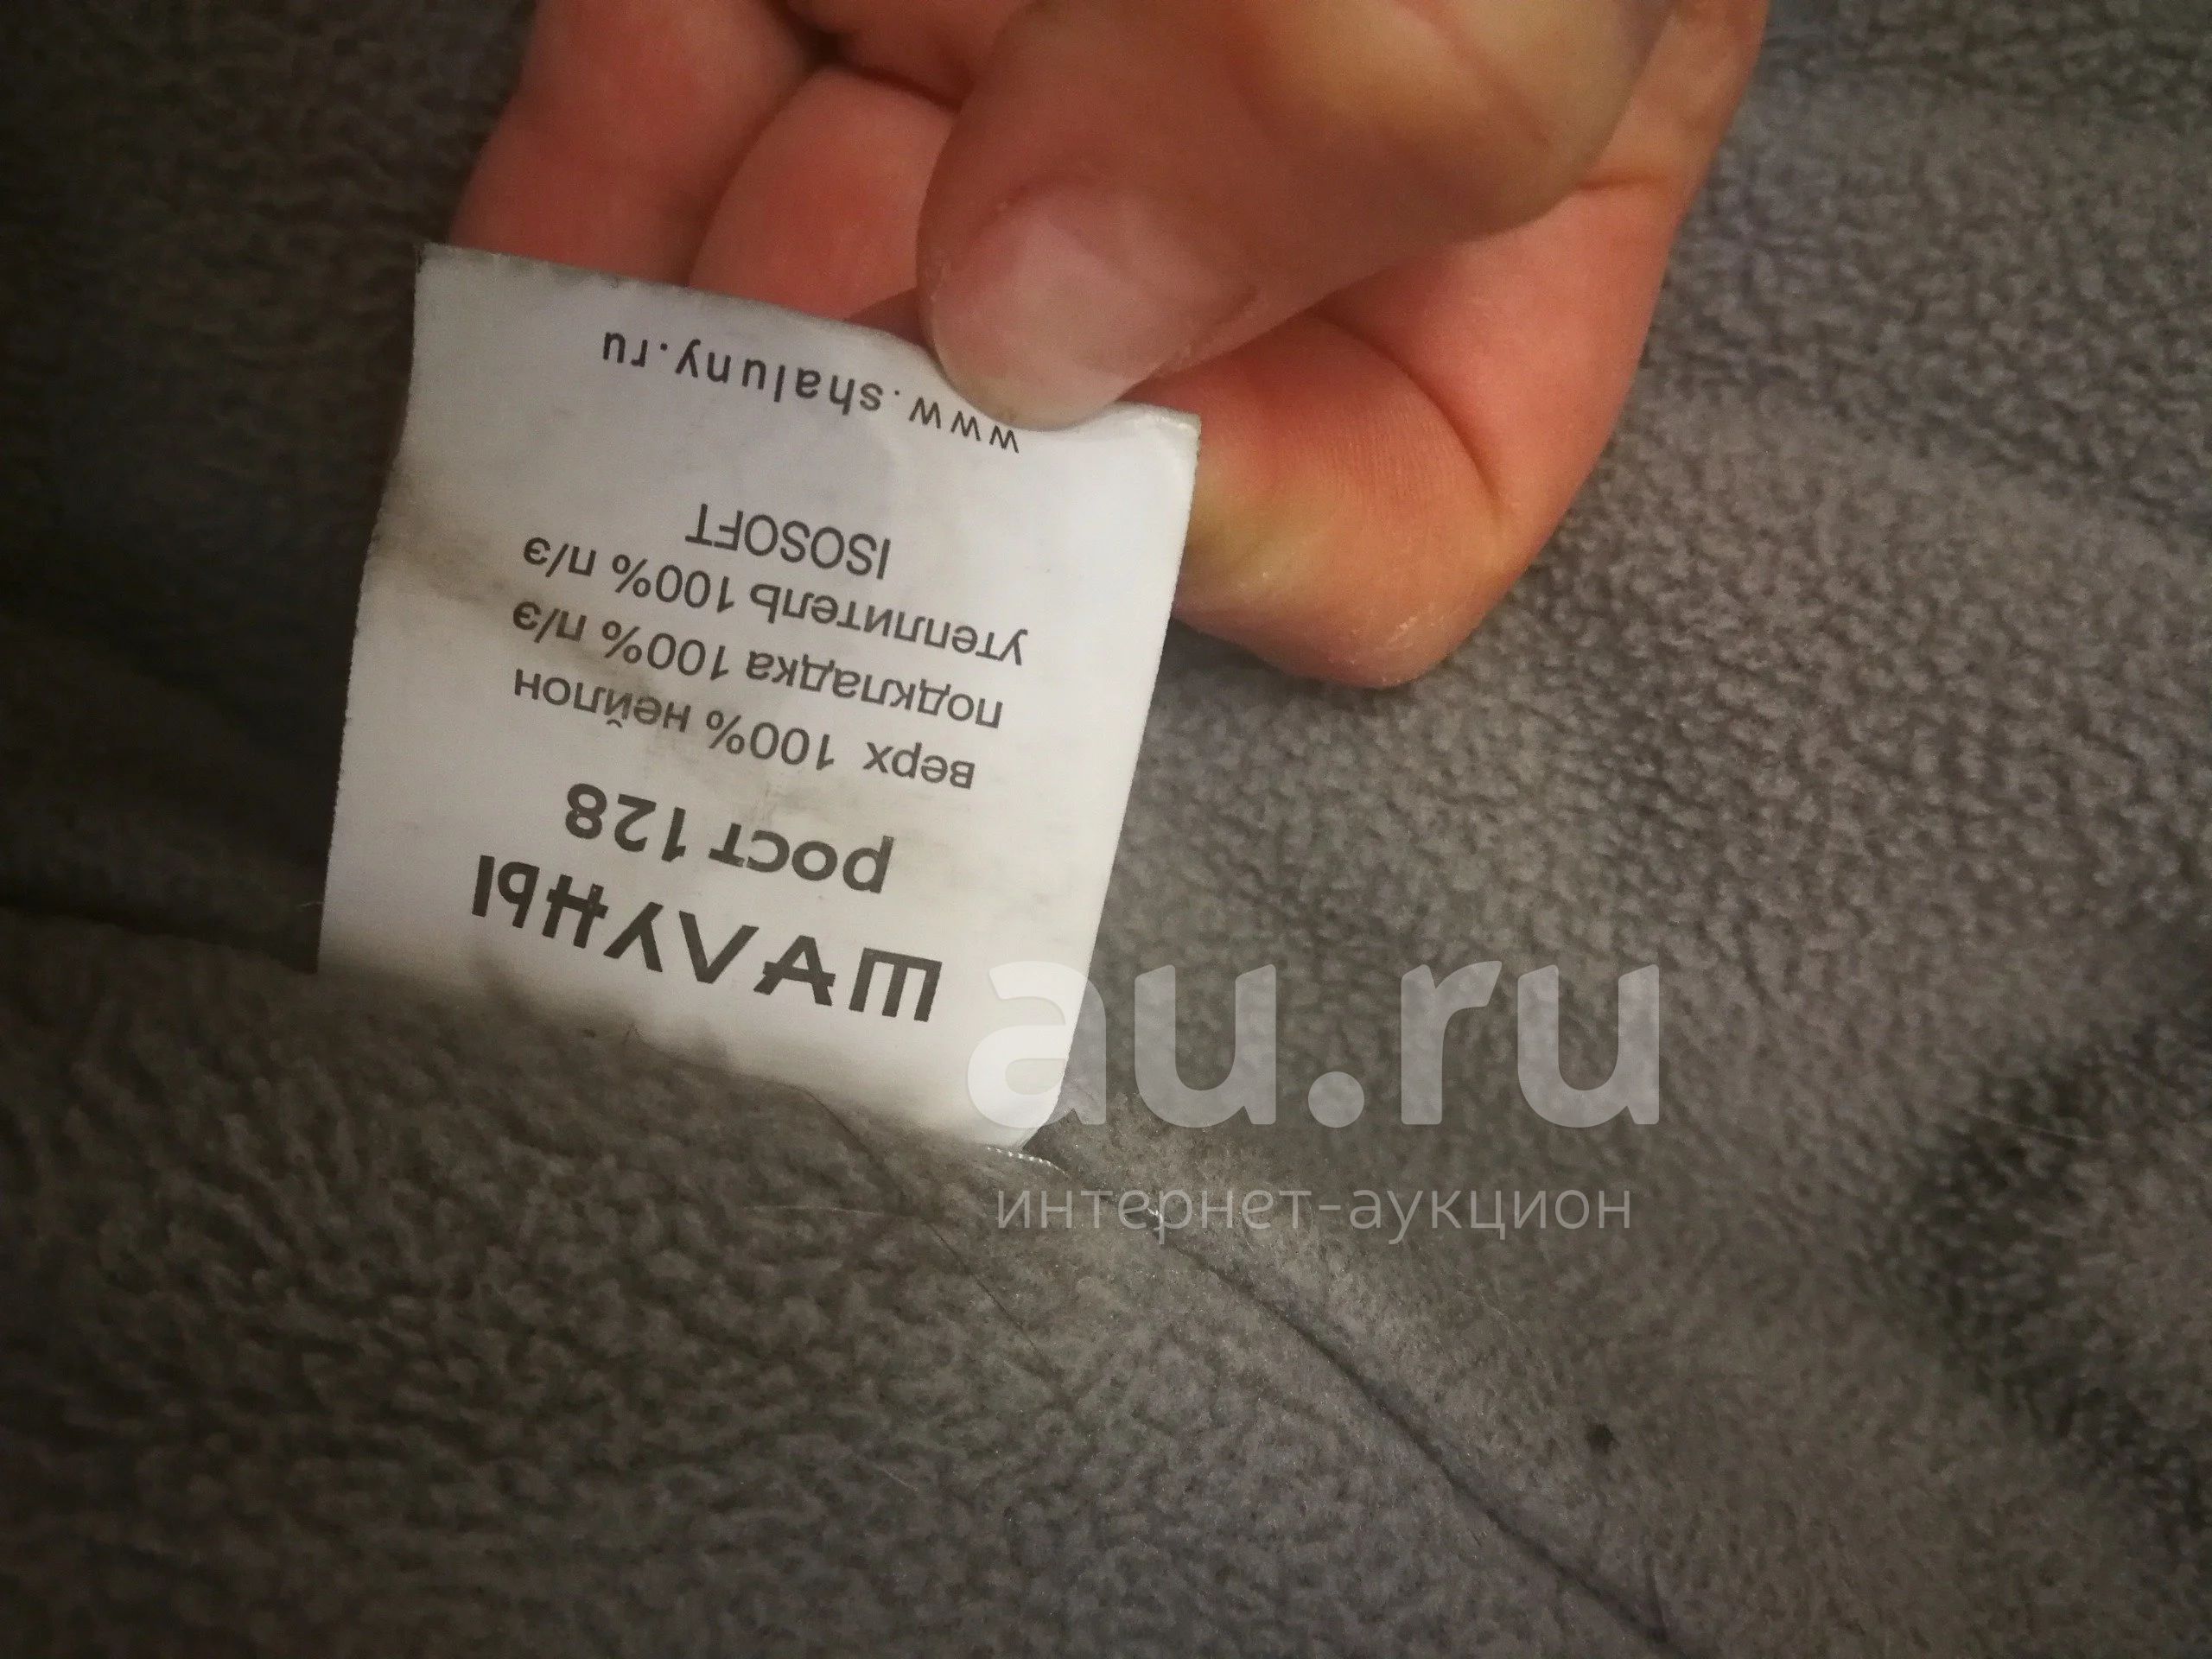 ШАЛУНЫ
рост 128
верх 100% нейлон
подкладка 100% п/э
утеплитель 100% п/э
ISOSOFT
www.shaluny.ru
au.ru
интернет-аукцион